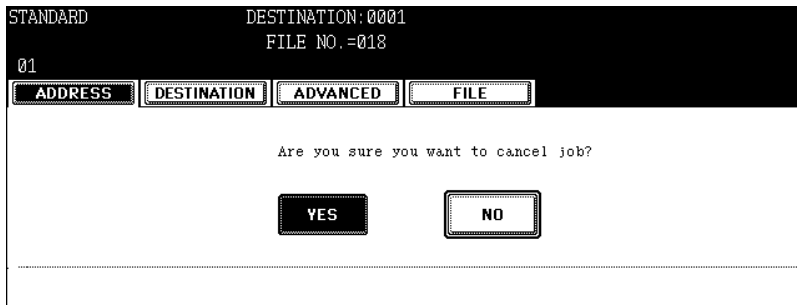 STANDARD DESTINATION:0001
FILE NO.=018
01
ADDRESS DESTINATION ADVANCED FILE
Are you sure you want to cancel job?
YES NO